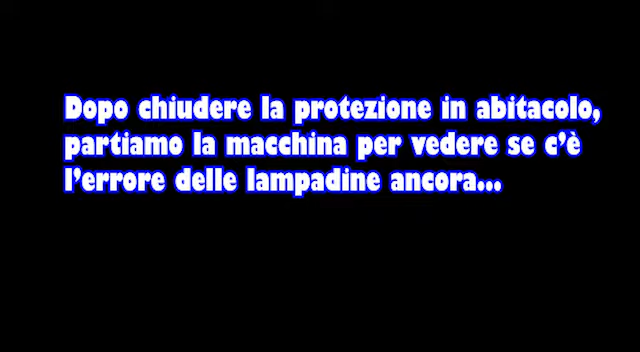 Dopo chiudere la protezione in abitacolo,
partiamo la macchina per vedere se c'è
l'errore delle lampadine ancora...